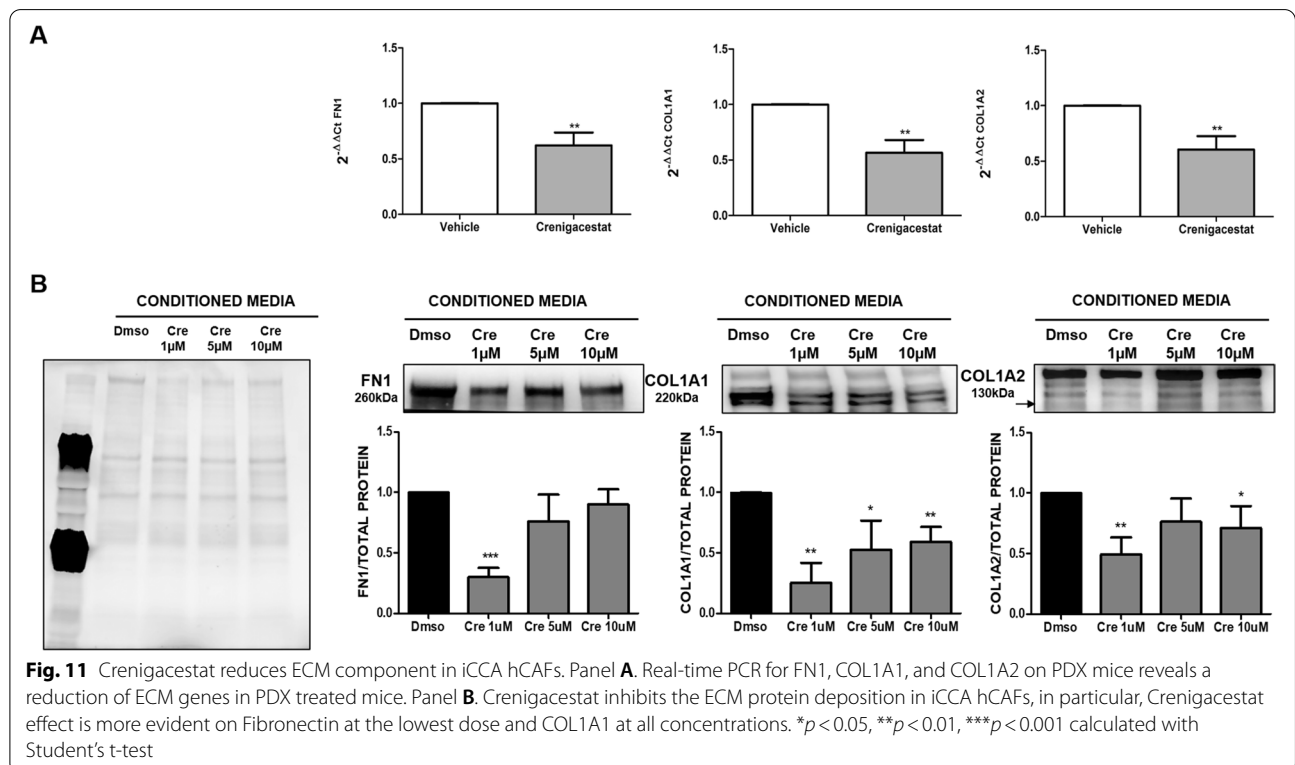 A
1.5
1.0
0.5
0.0
2-ΔΔCt FN1
**
Vehicle
Crenigacestat
1.5
1.0
0.5
0.0
2-ΔΔCt COL1A1
**
Vehicle
Crenigacestat
1.5
1.0
0.5
0.0
2-ΔΔCt COL1A2
**
Vehicle
Crenigacestat
B
CONDITIONED MEDIA
Dmso Cre 1μM Cre 5μM Cre 10μM
CONDITIONED MEDIA
Dmso Cre 1μM Cre 5μM Cre 10μM
FN1
260kDa
1.5
1.0
0.5
0.0
FN1/TOTAL PROTEIN
***
Dmso Cre 1uM Cre 5uM Cre 10uM
CONDITIONED MEDIA
Dmso Cre 1μM Cre 5μM Cre 10μM
COL1A1
220kDa
1.5
1.0
0.5
0.0
COL1A1/TOTAL PROTEIN
** * **
Dmso Cre 1uM Cre 5uM Cre 10uM
CONDITIONED MEDIA
Dmso Cre 1μM Cre 5μM Cre 10μM
COL1A2
130kDa
1.5
1.0
0.5
0.0
COL1A2/TOTAL PROTEIN
** *
Dmso Cre 1uM Cre 5uM Cre 10uM
Fig. 11 Crenigacestat reduces ECM component in iCCA hCAFs. Panel A. Real-time PCR for FN1, COL1A1, and COL1A2 on PDX mice reveals a
reduction of ECM genes in PDX treated mice. Panel B. Crenigacestat inhibits the ECM protein deposition in iCCA hCAFs, in particular, Crenigacestat
effect is more evident on Fibronectin at the lowest dose and COL1A1 at all concentrations. *p < 0.05, **p < 0.01, ***p < 0.001 calculated with
Student's t-test